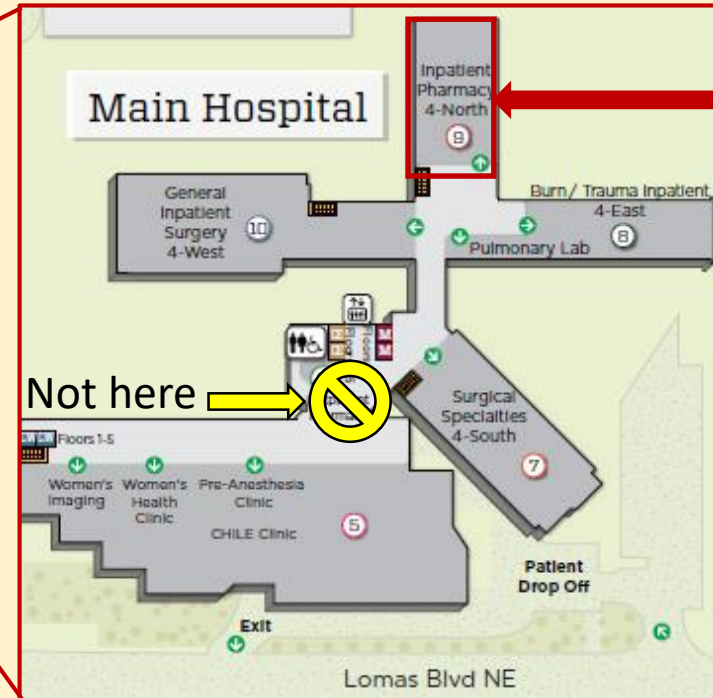 Main Hospital
Inpatient
Pharmacy
4-North
9
General
Inpatient
Surgery
4-West
10
Burn/ Trauma Inpatient
4-East
8
Pulmonary Lab
M
M
Not here
Surgical
Specialties
4-South
7
Floors 1-5
Women's
Imaging
Women's
Health
Clinic
Pre-Anesthesia
Clinic
CHILE Clinic
5
Patient
Drop Off
Exit
Lomas Blvd NE